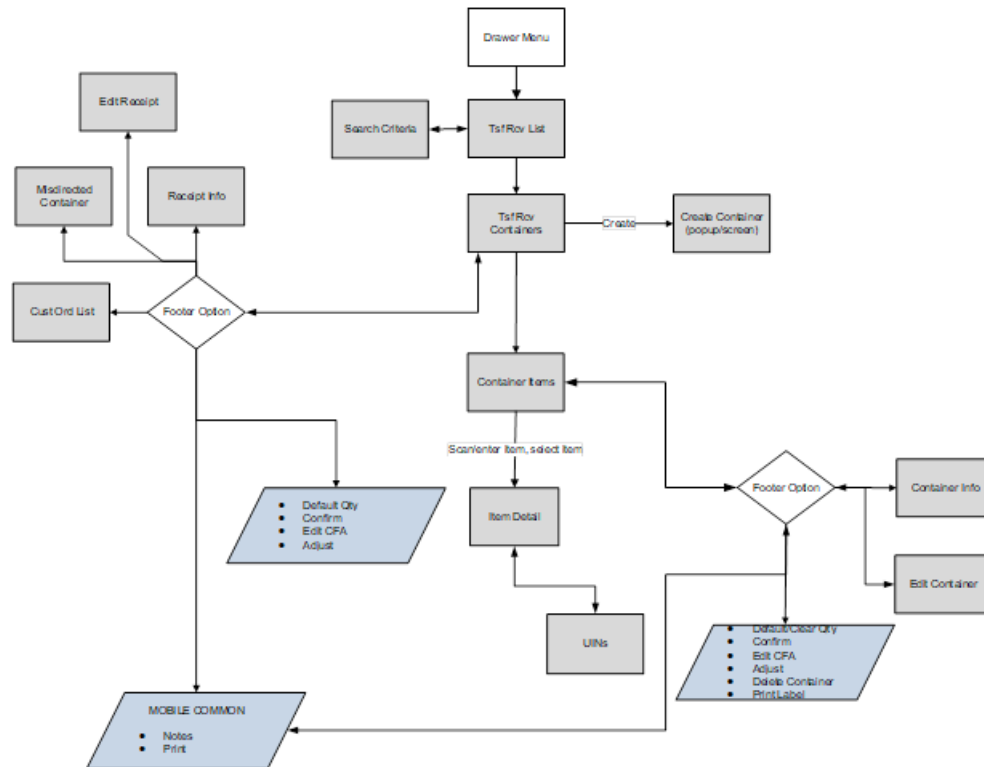 Drawer Menu
Edit Receipt
Search Criteria
Tsf Rcv List
Misdirected
Container
Receipt Info
Tsf Rcv
Containers
Create
Create Container
(popup/screen)
Cust Ord List
Footer Option
Container Items
Scan/enter Item, select Item
Footer Option
Container Info
● Default Qty
● Confirm
● Edit CFA
● Adjust
Item Detail
Edit Container
UINs
● Default/Clear Qty
● Confirm
● Edit CFA
● Adjust
● Delete Container
● Print Label
MOBILE COMMON
● Notes
● Print